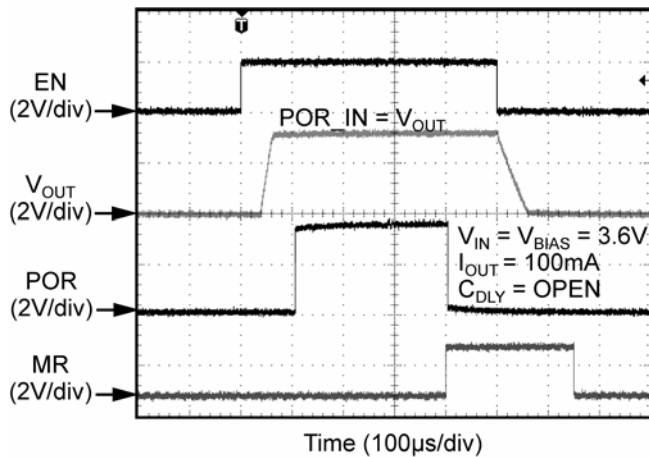 T
EN
(2V/div)
POR_IN = VOUT
VOUT
(2V/div)
VIN = VBIAS = 3.6V
IOUT = 100mA
CDLY = OPEN
POR
(2V/div)
MR
(2V/div)
Time (100µs/div)